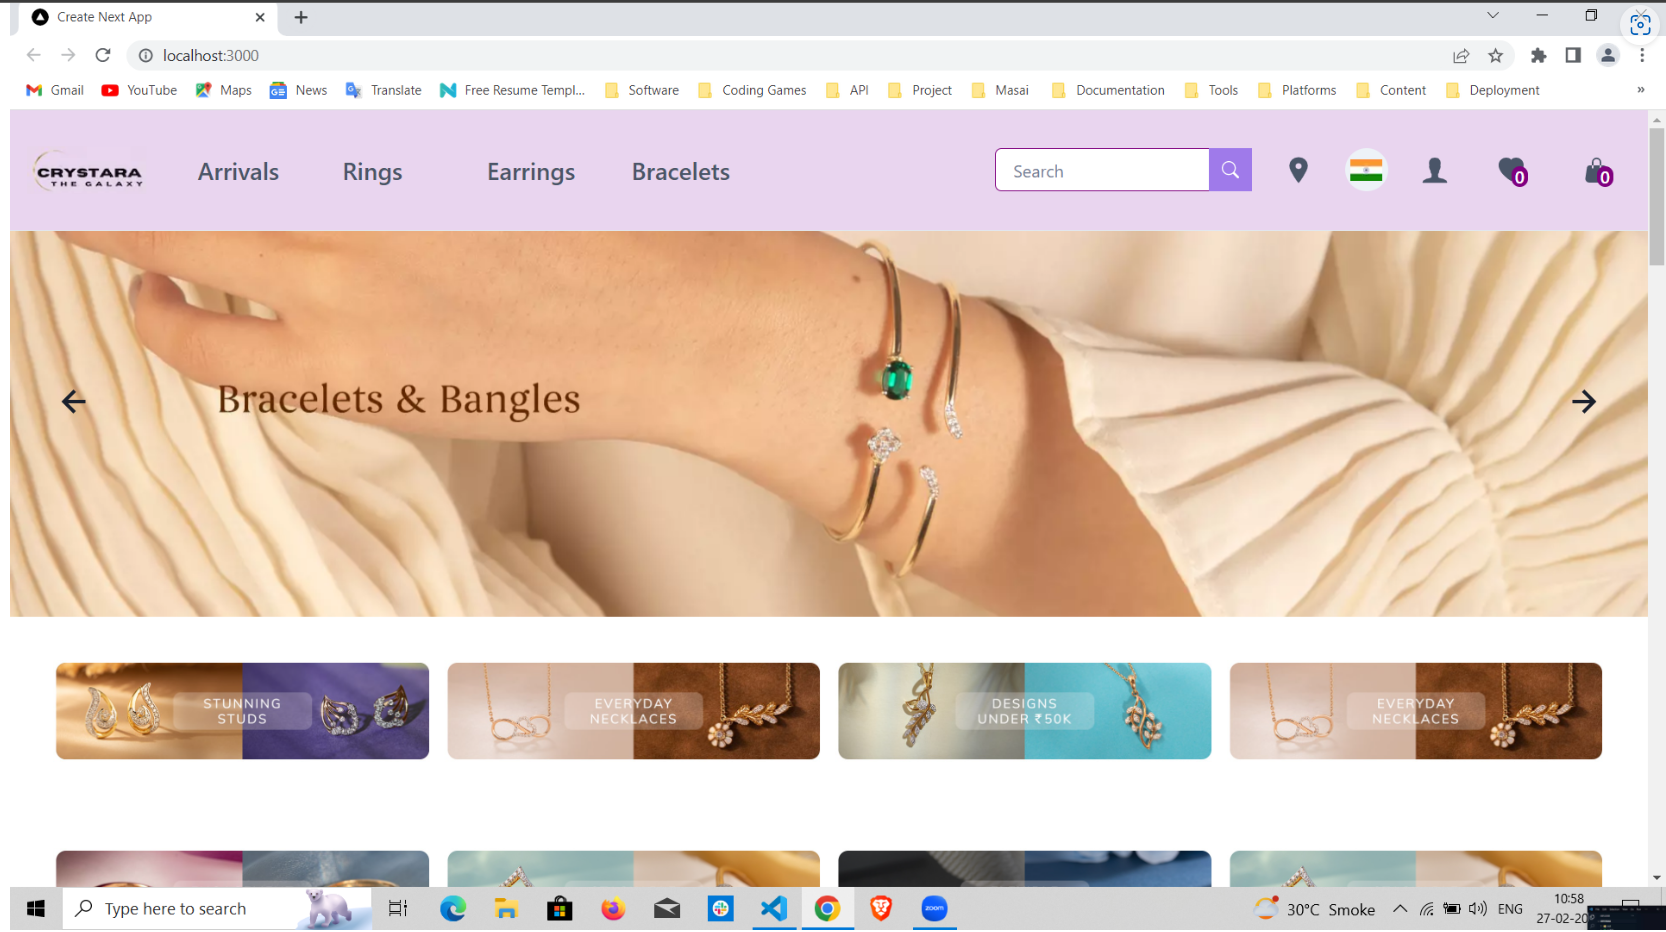 Create Next App
localhost:3000
Gmail YouTube Maps News Translate Free Resume Templ... Software Coding Games API Project Masai Documentation Tools Platforms Content Deployment »
CRYSTARA
THE GALAXY
Arrivals Rings Earrings Bracelets Search 0 0
Bracelets & Bangles
STUNNING
STUDS
EVERYDAY
NECKLACES
DESIGNS
UNDER ₹50K
EVERYDAY
NECKLACES
Type here to search
zoom
30°C Smoke
ENG
10:58
27-02-20